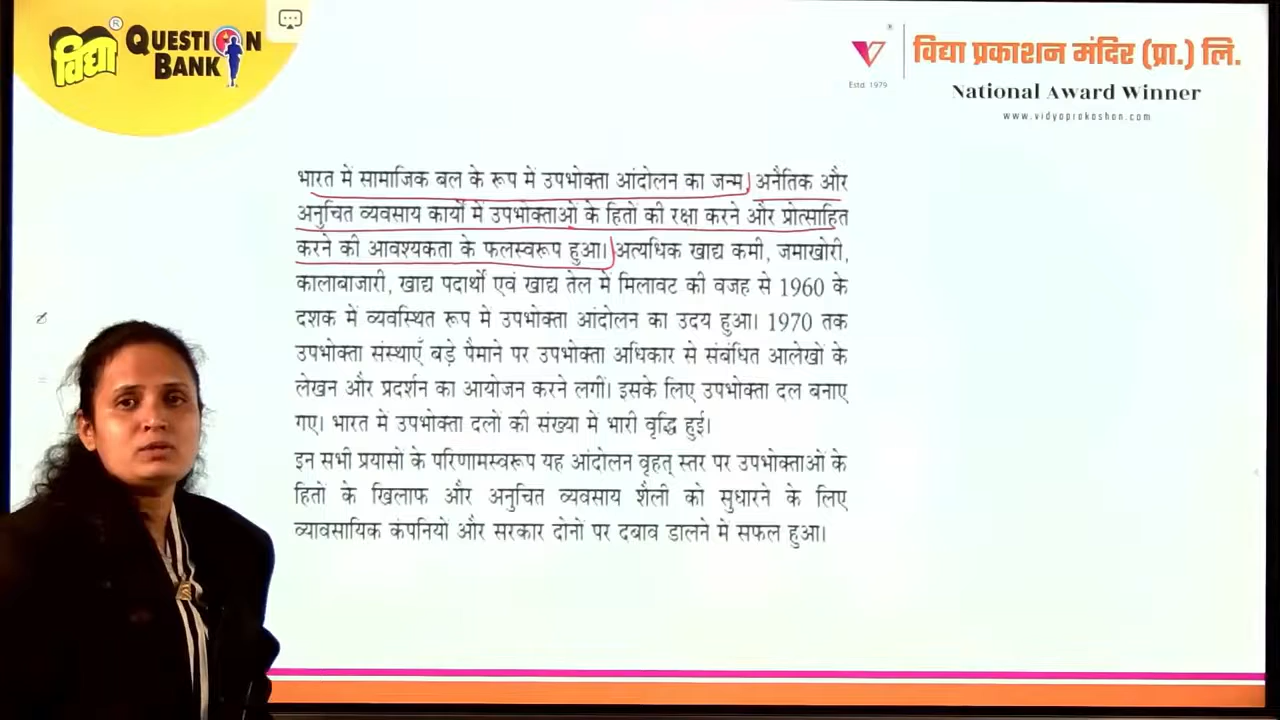 विद्या
QUESTION
BANK
Estd. 1979
विद्या प्रकाशन मंदिर (प्रा.) लि.
National Award Winner
www.vidyaprakashan.com
भारत में सामाजिक बल के रूप में उपभोक्ता आंदोलन का जन्म अनैतिक और
अनुचित व्यवसाय कार्यों में उपभोक्ताओं के हितों की रक्षा करने और प्रोत्साहित
करने की आवश्यकता के फलस्वरूप हुआ। अत्यधिक खाद्य कमी, जमाखोरी,
कालाबाजारी, खाद्य पदार्थों एवं खाद्य तेल में मिलावट की वजह से 1960 के
दशक में व्यवस्थित रूप में उपभोक्ता आंदोलन का उदय हुआ। 1970 तक
उपभोक्ता संस्थाएँ बड़े पैमाने पर उपभोक्ता अधिकार से संबंधित आलेखों के
लेखन और प्रदर्शन का आयोजन करने लगीं। इसके लिए उपभोक्ता दल बनाए
गए। भारत में उपभोक्ता दलों की संख्या में भारी वृद्धि हुई।
इन सभी प्रयासो के परिणामस्वरूप यह आंदोलन वृहत् स्तर पर उपभोक्ताओं के
हितों के खिलाफ और अनुचित व्यवसाय शैली को सुधारने के लिए
व्यावसायिक कंपनियों और सरकार दोनों पर दबाव डालने में सफल हुआ।